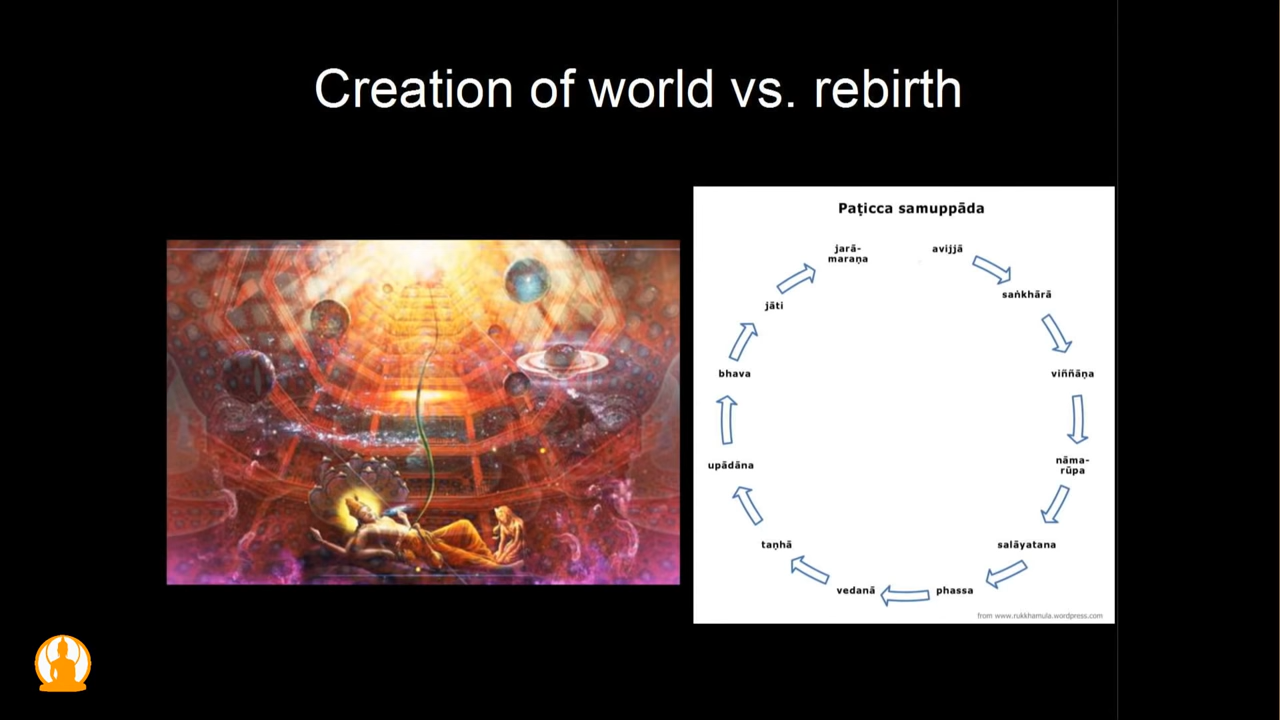 Creation of world vs. rebirth
Paṭicca samuppāda
jarā-
maraṇa
avijjā
saṅkhārā
jāti
viññāṇa
bhava
nāma-
rūpa
upādāna
salāyatana
taṇhā
phassa
vedanā
from www.rukkhamula.wordpress.com